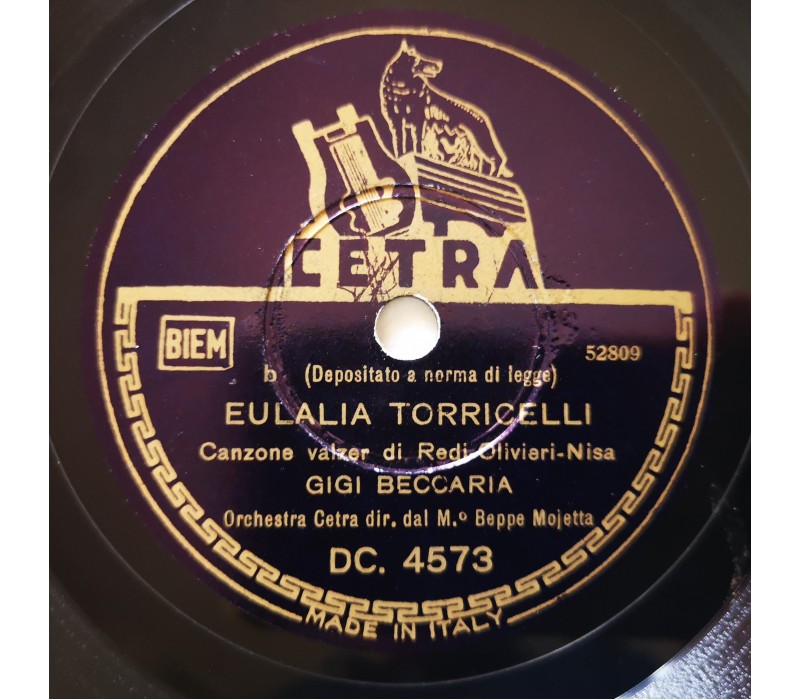 CETRA
BIEM
52809
b (Depositato a norma di legge)
EULALIA TORRICELLI
Canzone valzer di Redi-Olivieri-Nisa
GIGI BECCARIA
Orchestra Cetra dir. dal M.º Beppe Mojetta
DC. 4573
MADE IN ITALY